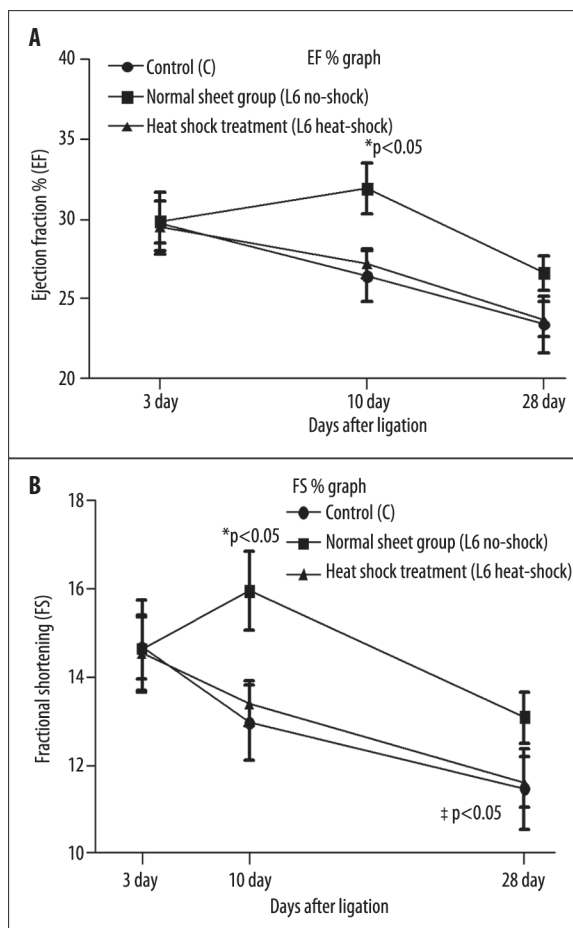 A
EF % graph
Control (C)
Normal sheet group (L6 no-shock)
Heat shock treatment (L6 heat-shock)
*p<0.05
Ejection fraction % (EF)
40
35
30
25
20
3 day
10 day
28 day
Days after ligation
B
FS % graph
Control (C)
Normal sheet group (L6 no-shock)
Heat shock treatment (L6 heat-shock)
*p<0.05
‡ p<0.05
Fractional shortening (FS)
18
16
14
12
10
3 day
10 day
28 day
Days after ligation